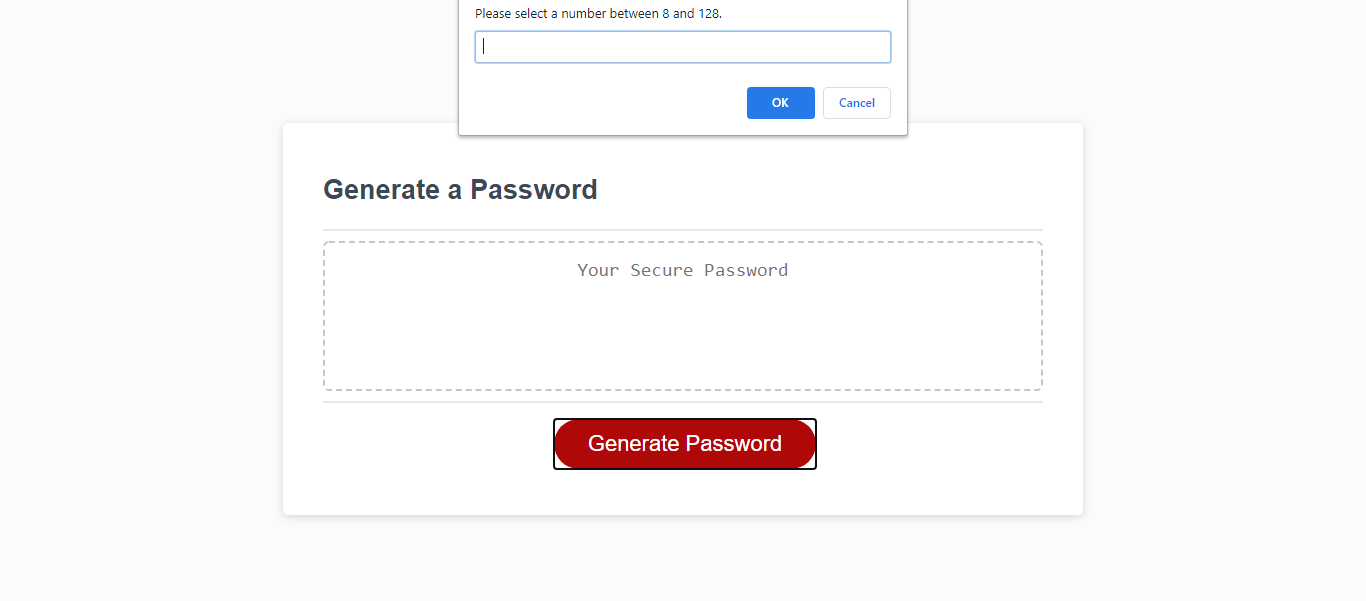 Please select a number between 8 and 128.
OK
Cancel
Generate a Password
Your Secure Password
Generate Password